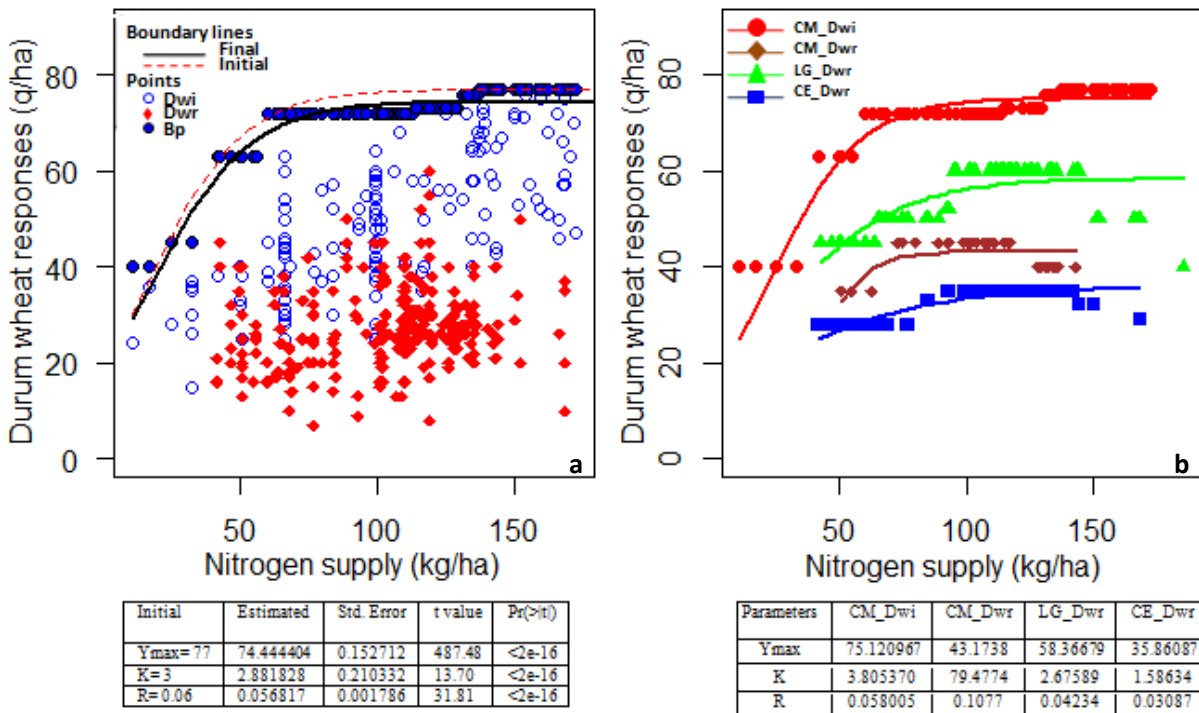 Boundary lines
Final
Initial
Points
Dwi
Dwr
Bp
Durum wheat responses (q/ha)
80
60
40
20
0
50
100
150
Nitrogen supply (kg/ha)
a
Initial Estimated Std. Error t value Pr(>|t|)
Ymax= 77 74.444404 0.152712 487.48 <2e-16
K= 3 2.881828 0.210332 13.70 <2e-16
R= 0.06 0.056817 0.001786 31.81 <2e-16
CM_Dwi
CM_Dwr
LG_Dwr
CE_Dwr
Durum wheat responses (q/ha)
80
60
40
20
0
50
100
150
Nitrogen supply (kg/ha)
b
Parameters CM_Dwi CM_Dwr LG_Dwr CE_Dwr
Ymax 75.120967 43.1738 58.36679 35.86087
K 3.805370 79.4774 2.67589 1.58634
R 0.058005 0.1077 0.04234 0.03087